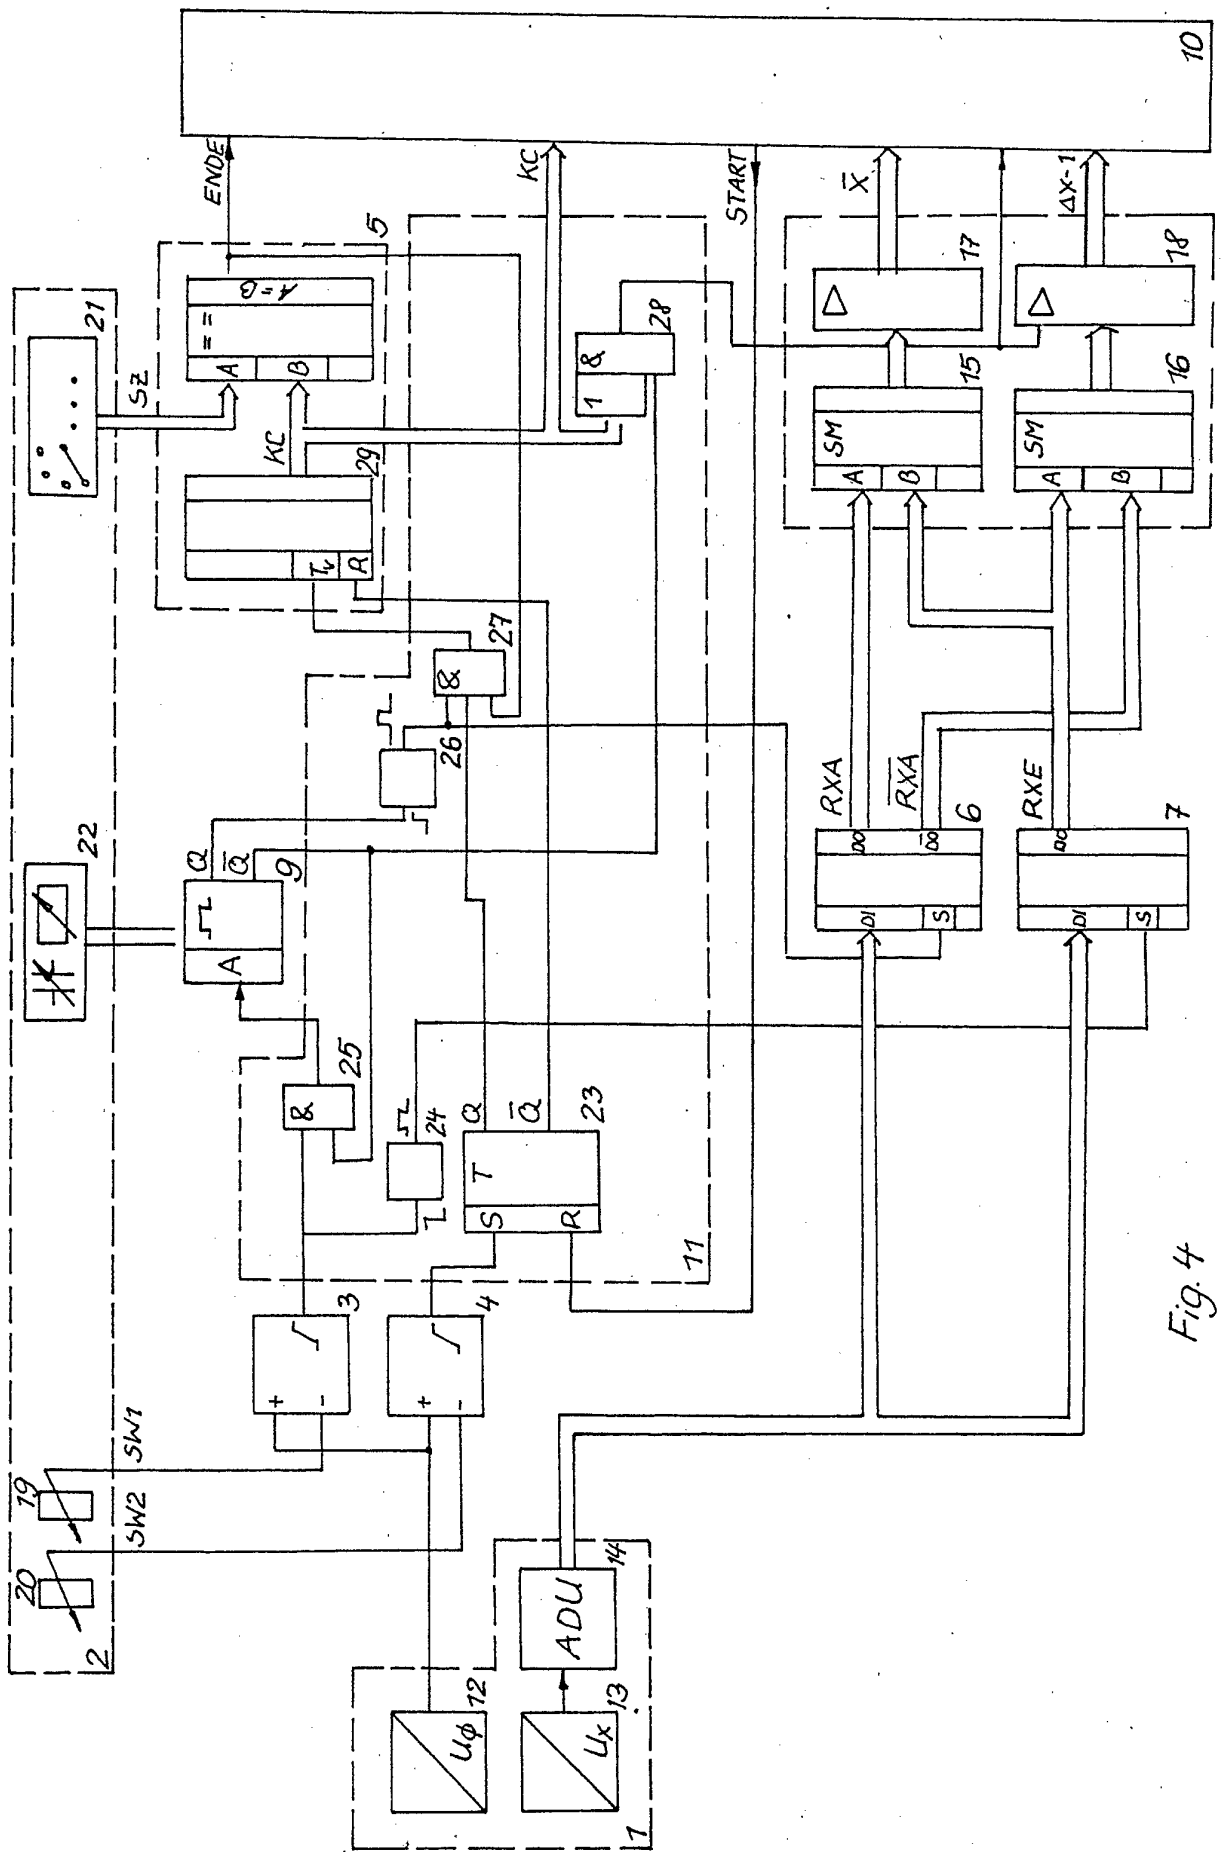 2
20
19
SW2
SW1
22
21
SZ
5
A
B
==
A=B
ENDE
KC
29
Tv
R
KC
10
9
A
Q
Q̅
&
25
24
26
&
27
1
&
28
3
+
-
4
+
-
T
S
R
Q
Q̅
23
11
START
1
Uϕ
12
Ux
13
ADU
14
DI
S
DO
D̅O̅
6
RXA
R̅X̅A̅
DI
S
DO
7
RXE
SM
A
B
15
SM
A
B
16
▷
17
▷
18
X̅
ΔX-1
Fig. 4